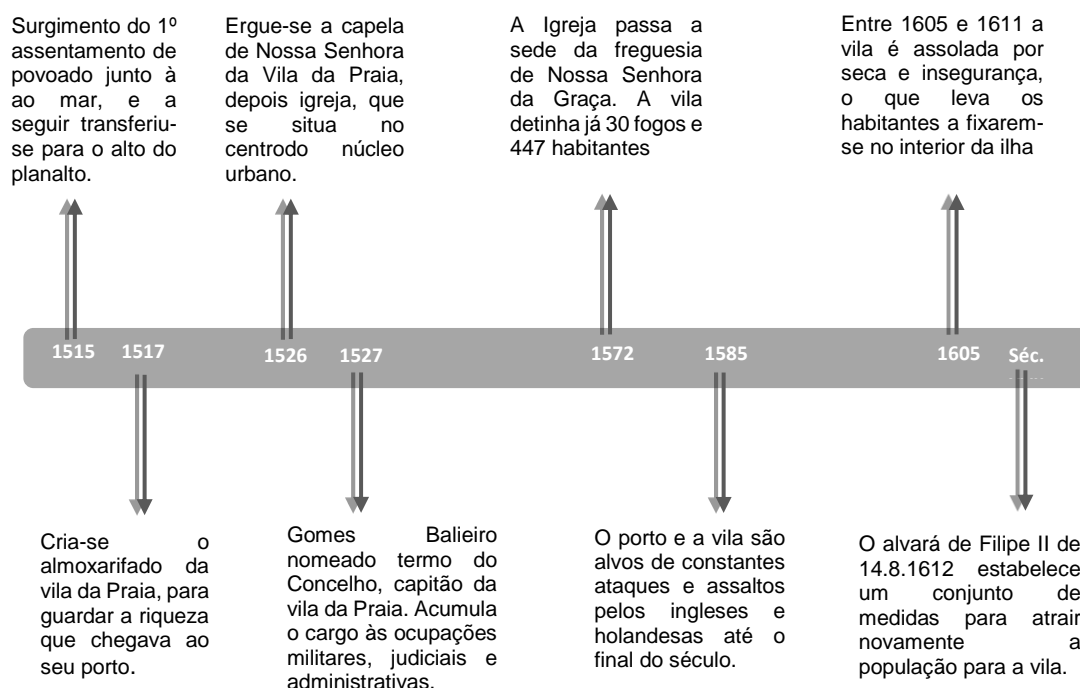 Surgimento do 1º
assentamento de
povoado junto à
ao mar, e a
seguir transferiu-
se para o alto do
planalto.
Ergue-se a capela
de Nossa Senhora
da Vila da Praia,
depois igreja, que
se situa no
centrodo núcleo
urbano.
A Igreja passa a
sede da freguesia
de Nossa Senhora
da Graça. A vila
detinha já 30 fogos e
447 habitantes
Entre 1605 e 1611 a
vila é assolada por
seca e insegurança,
o que leva os
habitantes a fixarem-
se no interior da ilha
1515 1517 1526 1527 1572 1585 1605 Séc.
Cria-se o
almoxarifado da
vila da Praia, para
guardar a riqueza
que chegava ao
seu porto.
Gomes Balieiro
nomeado termo do
Concelho, capitão da
vila da Praia. Acumula
o cargo às ocupações
militares, judiciais e
administrativas.
O porto e a vila são
alvos de constantes
ataques e assaltos
pelos ingleses e
holandesas até o
final do século.
O alvará de Filipe II de
14.8.1612 estabelece
um conjunto de
medidas para atrair
novamente a
população para a vila.